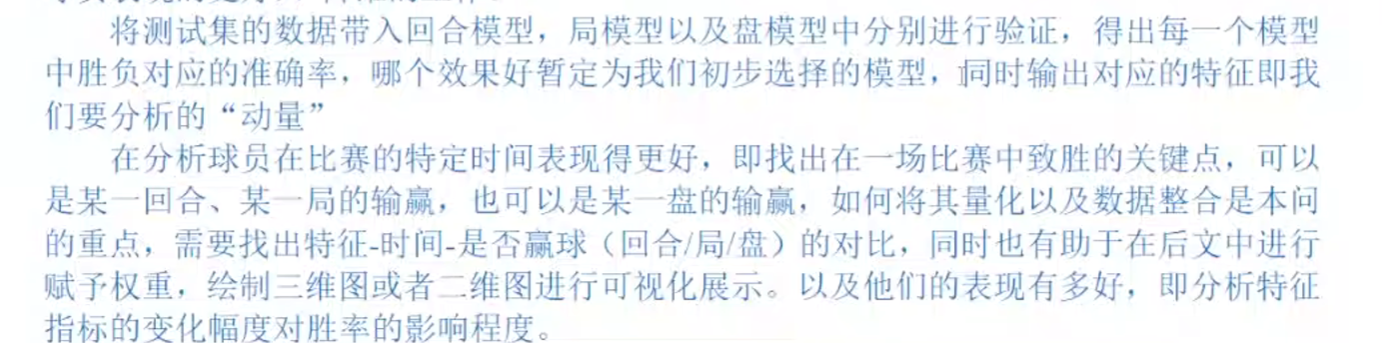 将测试集的数据带入回合模型，局模型以及盘模型中分别进行验证，得出每一个模型
中胜负对应的准确率，哪个效果好暂定为我们初步选择的模型，同时输出对应的特征即我
们要分析的“动量”
在分析球员在比赛的特定时间表现得更好，即找出在一场比赛中致胜的关键点，可以
是某一回合、某一局的输赢，也可以是某一盘的输赢，如何将其量化以及数据整合是本问
的重点，需要找出特征-时间-是否赢球（回合/局/盘）的对比，同时也有助于在后文中进行
赋予权重，绘制三维图或者二维图进行可视化展示。以及他们的表现有多好，即分析特征
指标的变化幅度对胜率的影响程度。